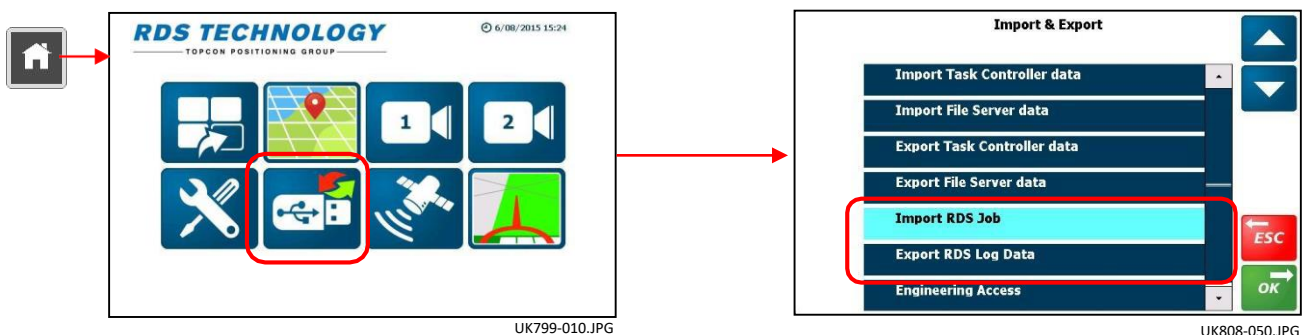 RDS TECHNOLOGY
TOPCON POSITIONING GROUP
6/08/2015 15:24
1
2
UK799-010.JPG
Import & Export
Import Task Controller data
Import File Server data
Export Task Controller data
Export File Server data
Import RDS Job
Export RDS Log Data
Engineering Access
ESC
OK
UK808-050.JPG